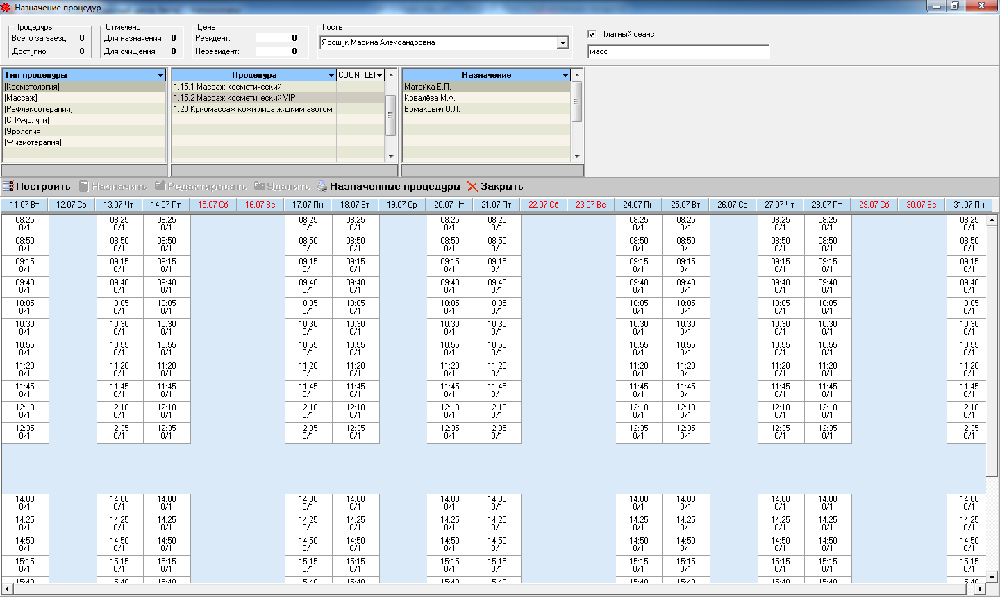 Назначение процедур
Процедуры
Всего за заезд: 0
Доступно: 0
Отмечено
Для назначения: 0
Для очищения: 0
Цена
Резидент: 0
Нерезидент: 0
Гость
Ярошук Марина Александровна
Платный сеанс
масс
Тип процедуры
[Косметология]
[Массаж]
[Рефлексотерапия]
[СПА-услуги]
[Урология]
[Физиотерапия]
Процедура COUNTLEI
1.15.1 Массаж косметический
1.15.2 Массаж косметический VIP
1.20 Криомассаж кожи лица жидким азотом
Назначение
Матейка Е.П.
Ковалёва М.А.
Ермакович О.Л.
Построить Назначить Редактировать Удалить Назначенные процедуры Закрыть
11.07 Вт 12.07 Ср 13.07 Чт 14.07 Пт 15.07 Сб 16.07 Вс 17.07 Пн 18.07 Вт 19.07 Ср 20.07 Чт 21.07 Пт 22.07 Сб 23.07 Вс 24.07 Пн 25.07 Вт 26.07 Ср 27.07 Чт 28.07 Пт 29.07 Сб 30.07 Вс 31.07 Пн
08:25 08:25 08:25 08:25 08:25 08:25 08:25 08:25 08:25 08:25 08:25 08:25
0/1 0/1 0/1 0/1 0/1 0/1 0/1 0/1 0/1 0/1 0/1 0/1
08:50 08:50 08:50 08:50 08:50 08:50 08:50 08:50 08:50 08:50 08:50 08:50
0/1 0/1 0/1 0/1 0/1 0/1 0/1 0/1 0/1 0/1 0/1 0/1
09:15 09:15 09:15 09:15 09:15 09:15 09:15 09:15 09:15 09:15 09:15 09:15
0/1 0/1 0/1 0/1 0/1 0/1 0/1 0/1 0/1 0/1 0/1 0/1
09:40 09:40 09:40 09:40 09:40 09:40 09:40 09:40 09:40 09:40 09:40 09:40
0/1 0/1 0/1 0/1 0/1 0/1 0/1 0/1 0/1 0/1 0/1 0/1
10:05 10:05 10:05 10:05 10:05 10:05 10:05 10:05 10:05 10:05 10:05 10:05
0/1 0/1 0/1 0/1 0/1 0/1 0/1 0/1 0/1 0/1 0/1 0/1
10:30 10:30 10:30 10:30 10:30 10:30 10:30 10:30 10:30 10:30 10:30 10:30
0/1 0/1 0/1 0/1 0/1 0/1 0/1 0/1 0/1 0/1 0/1 0/1
10:55 10:55 10:55 10:55 10:55 10:55 10:55 10:55 10:55 10:55 10:55 10:55
0/1 0/1 0/1 0/1 0/1 0/1 0/1 0/1 0/1 0/1 0/1 0/1
11:20 11:20 11:20 11:20 11:20 11:20 11:20 11:20 11:20 11:20 11:20 11:20
0/1 0/1 0/1 0/1 0/1 0/1 0/1 0/1 0/1 0/1 0/1 0/1
11:45 11:45 11:45 11:45 11:45 11:45 11:45 11:45 11:45 11:45 11:45 11:45
0/1 0/1 0/1 0/1 0/1 0/1 0/1 0/1 0/1 0/1 0/1 0/1
12:10 12:10 12:10 12:10 12:10 12:10 12:10 12:10 12:10 12:10 12:10 12:10
0/1 0/1 0/1 0/1 0/1 0/1 0/1 0/1 0/1 0/1 0/1 0/1
12:35 12:35 12:35 12:35 12:35 12:35 12:35 12:35 12:35 12:35 12:35 12:35
0/1 0/1 0/1 0/1 0/1 0/1 0/1 0/1 0/1 0/1 0/1 0/1
14:00 14:00 14:00 14:00 14:00 14:00 14:00 14:00 14:00 14:00 14:00 14:00
0/1 0/1 0/1 0/1 0/1 0/1 0/1 0/1 0/1 0/1 0/1 0/1
14:25 14:25 14:25 14:25 14:25 14:25 14:25 14:25 14:25 14:25 14:25 14:25
0/1 0/1 0/1 0/1 0/1 0/1 0/1 0/1 0/1 0/1 0/1 0/1
14:50 14:50 14:50 14:50 14:50 14:50 14:50 14:50 14:50 14:50 14:50 14:50
0/1 0/1 0/1 0/1 0/1 0/1 0/1 0/1 0/1 0/1 0/1 0/1
15:15 15:15 15:15 15:15 15:15 15:15 15:15 15:15 15:15 15:15 15:15 15:15
0/1 0/1 0/1 0/1 0/1 0/1 0/1 0/1 0/1 0/1 0/1 0/1
15:40 15:40 15:40 15:40 15:40 15:40 15:40 15:40 15:40 15:40 15:40 15:40